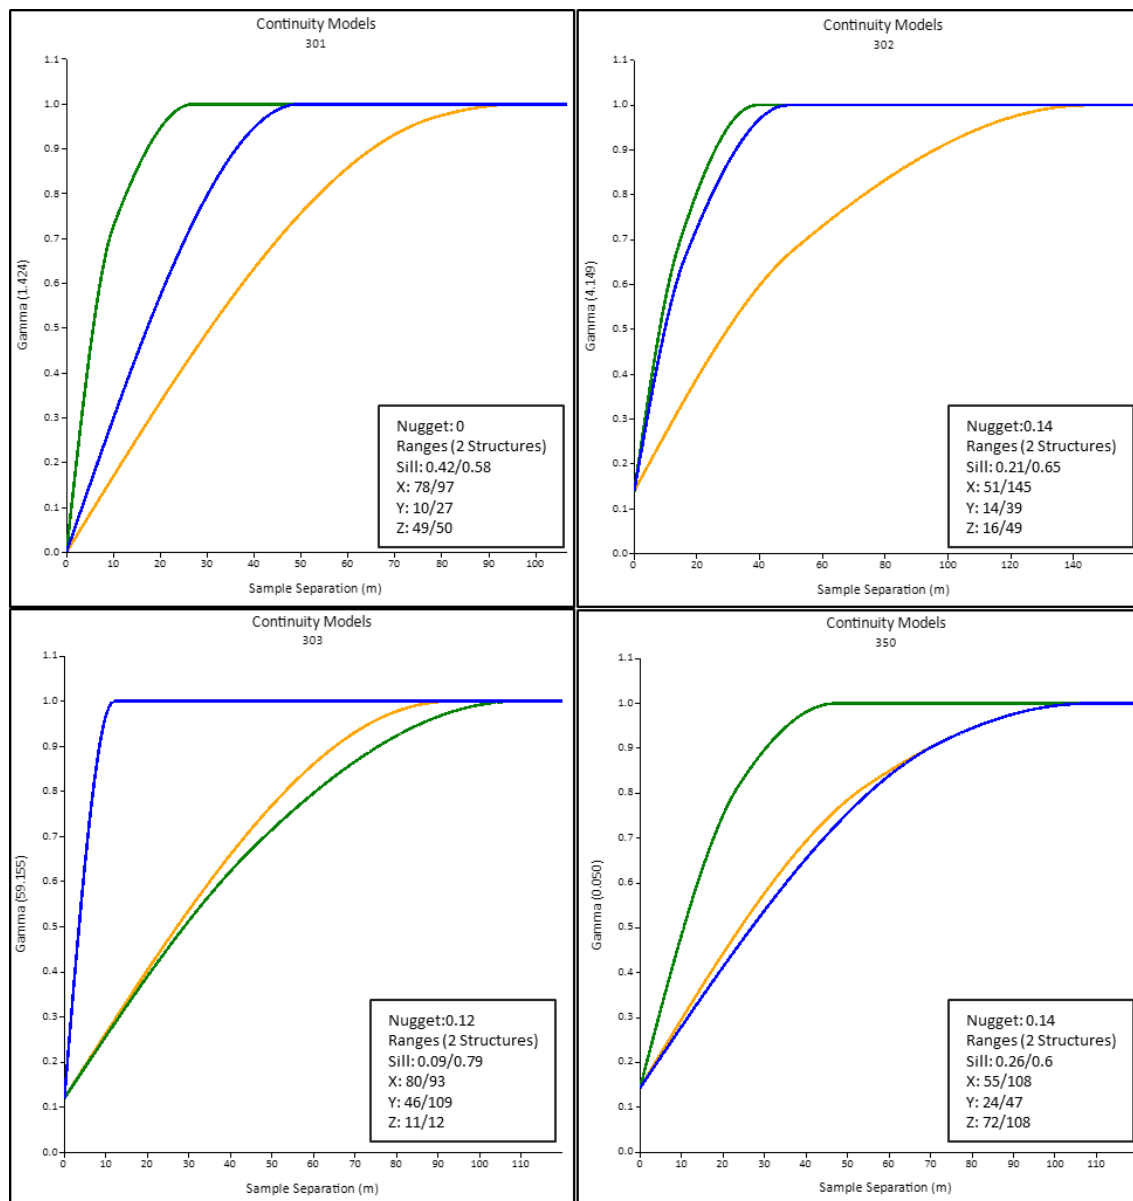 Continuity Models
301
1.1
1.0
0.9
0.8
0.7
0.6
0.5
0.4
0.3
0.2
0.1
0.0
Gamma (1.424)
0 10 20 30 40 50 60 70 80 90 100
Sample Separation (m)
Nugget: 0
Ranges (2 Structures)
Sill: 0.42/0.58
X: 78/97
Y: 10/27
Z: 49/50
Continuity Models
302
1.1
1.0
0.9
0.8
0.7
0.6
0.5
0.4
0.3
0.2
0.1
0.0
Gamma (4.149)
0 20 40 60 80 100 120 140
Sample Separation (m)
Nugget:0.14
Ranges (2 Structures)
Sill: 0.21/0.65
X: 51/145
Y: 14/39
Z: 16/49
Continuity Models
303
1.1
1.0
0.9
0.8
0.7
0.6
0.5
0.4
0.3
0.2
0.1
0.0
Gamma (59.155)
0 10 20 30 40 50 60 70 80 90 100 110
Sample Separation (m)
Nugget:0.12
Ranges (2 Structures)
Sill: 0.09/0.79
X: 80/93
Y: 46/109
Z: 11/12
Continuity Models
350
1.1
1.0
0.9
0.8
0.7
0.6
0.5
0.4
0.3
0.2
0.1
0.0
Gamma (0.050)
0 10 20 30 40 50 60 70 80 90 100 110
Sample Separation (m)
Nugget: 0.14
Ranges (2 Structures)
Sill: 0.26/0.6
X: 55/108
Y: 24/47
Z: 72/108